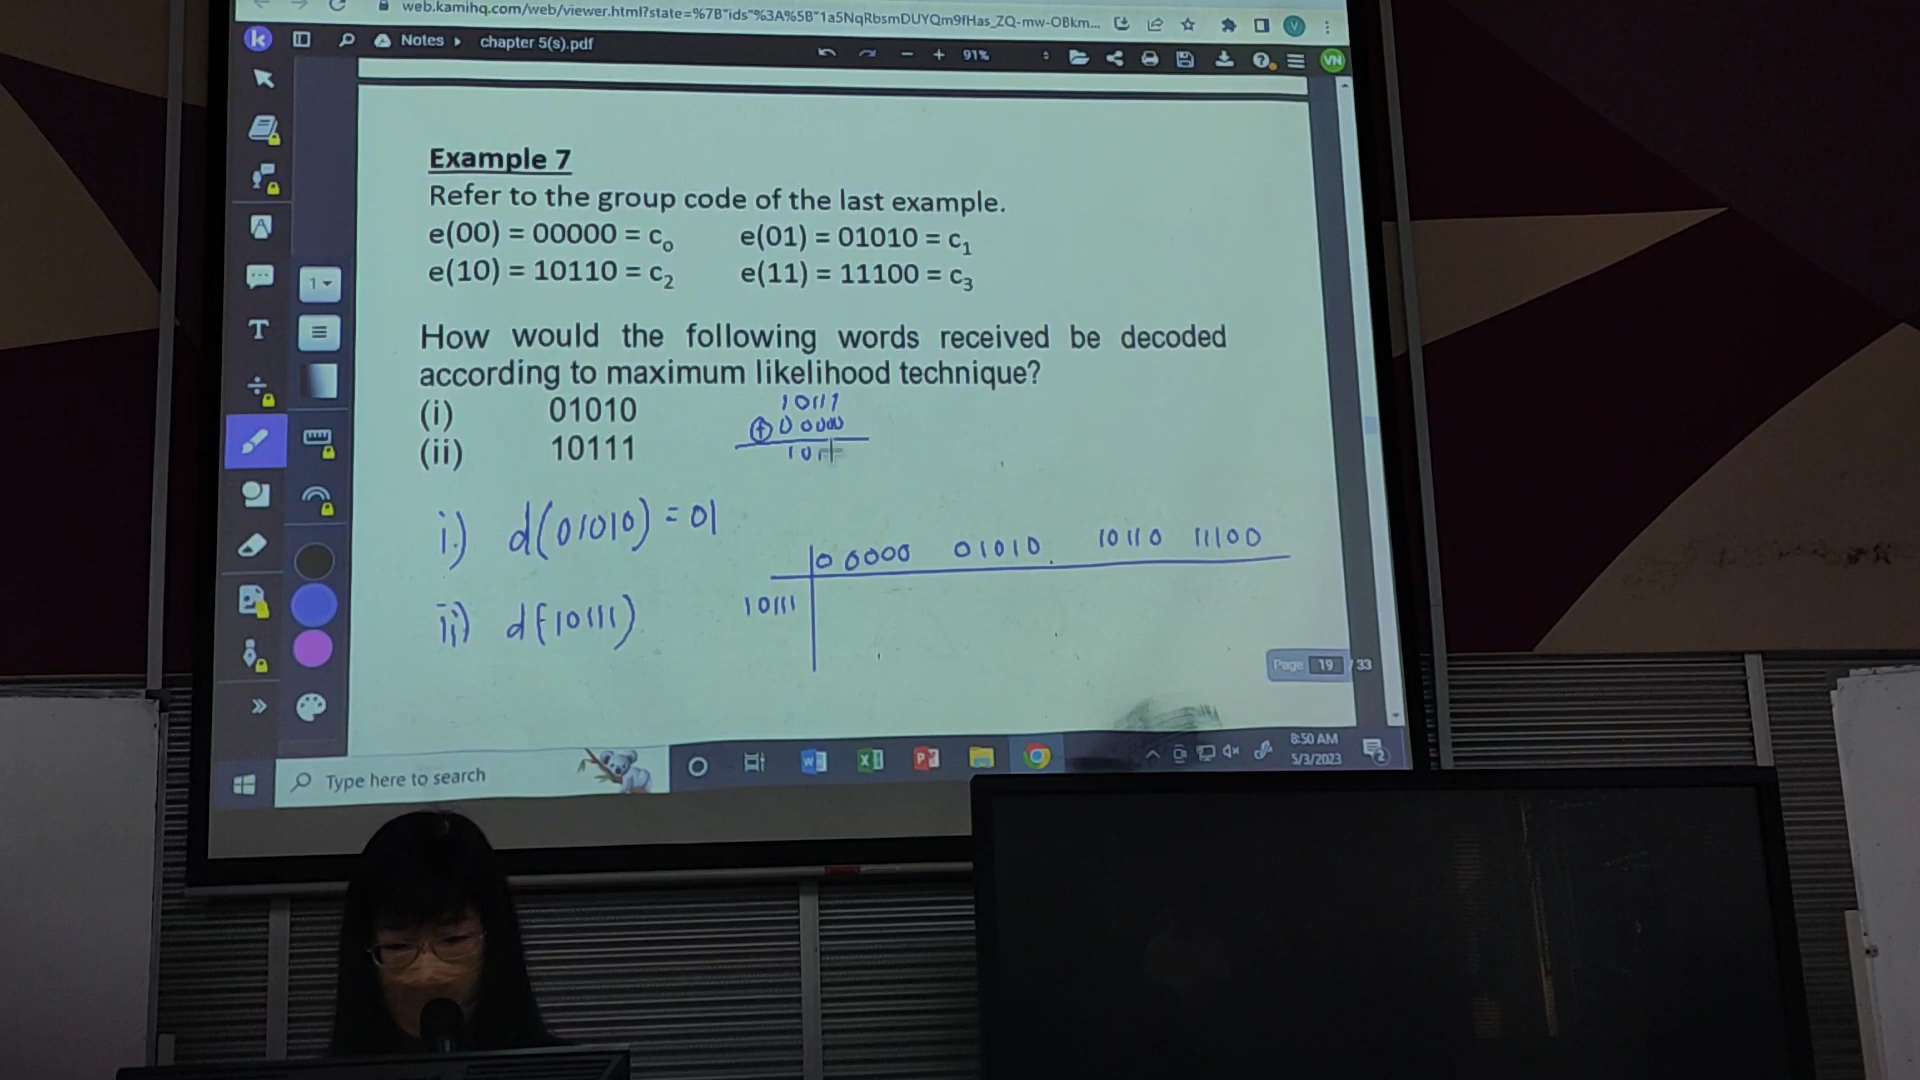 web.kamihq.com/web/viewer.html?state=%7B"ids"%3A%5B"1a5NqRbsmDUYQm9fHas_ZQ-mw-OBkm...
V
k Notes chapter 5(s).pdf 91% VN
Example 7
Refer to the group code of the last example.
e(00) = 00000 = c₀ e(01) = 01010 = c₁
e(10) = 10110 = c₂ e(11) = 11100 = c₃
1
How would the following words received be decoded
according to maximum likelihood technique?
(i) 01010
(ii) 10111
10111
⊕ 00000
i.) d(01010) = 01
00000 01010 10110 11100
10111
ii) d(10111)
Page 19 / 33
Type here to search
8:50 AM
5/3/2023
2